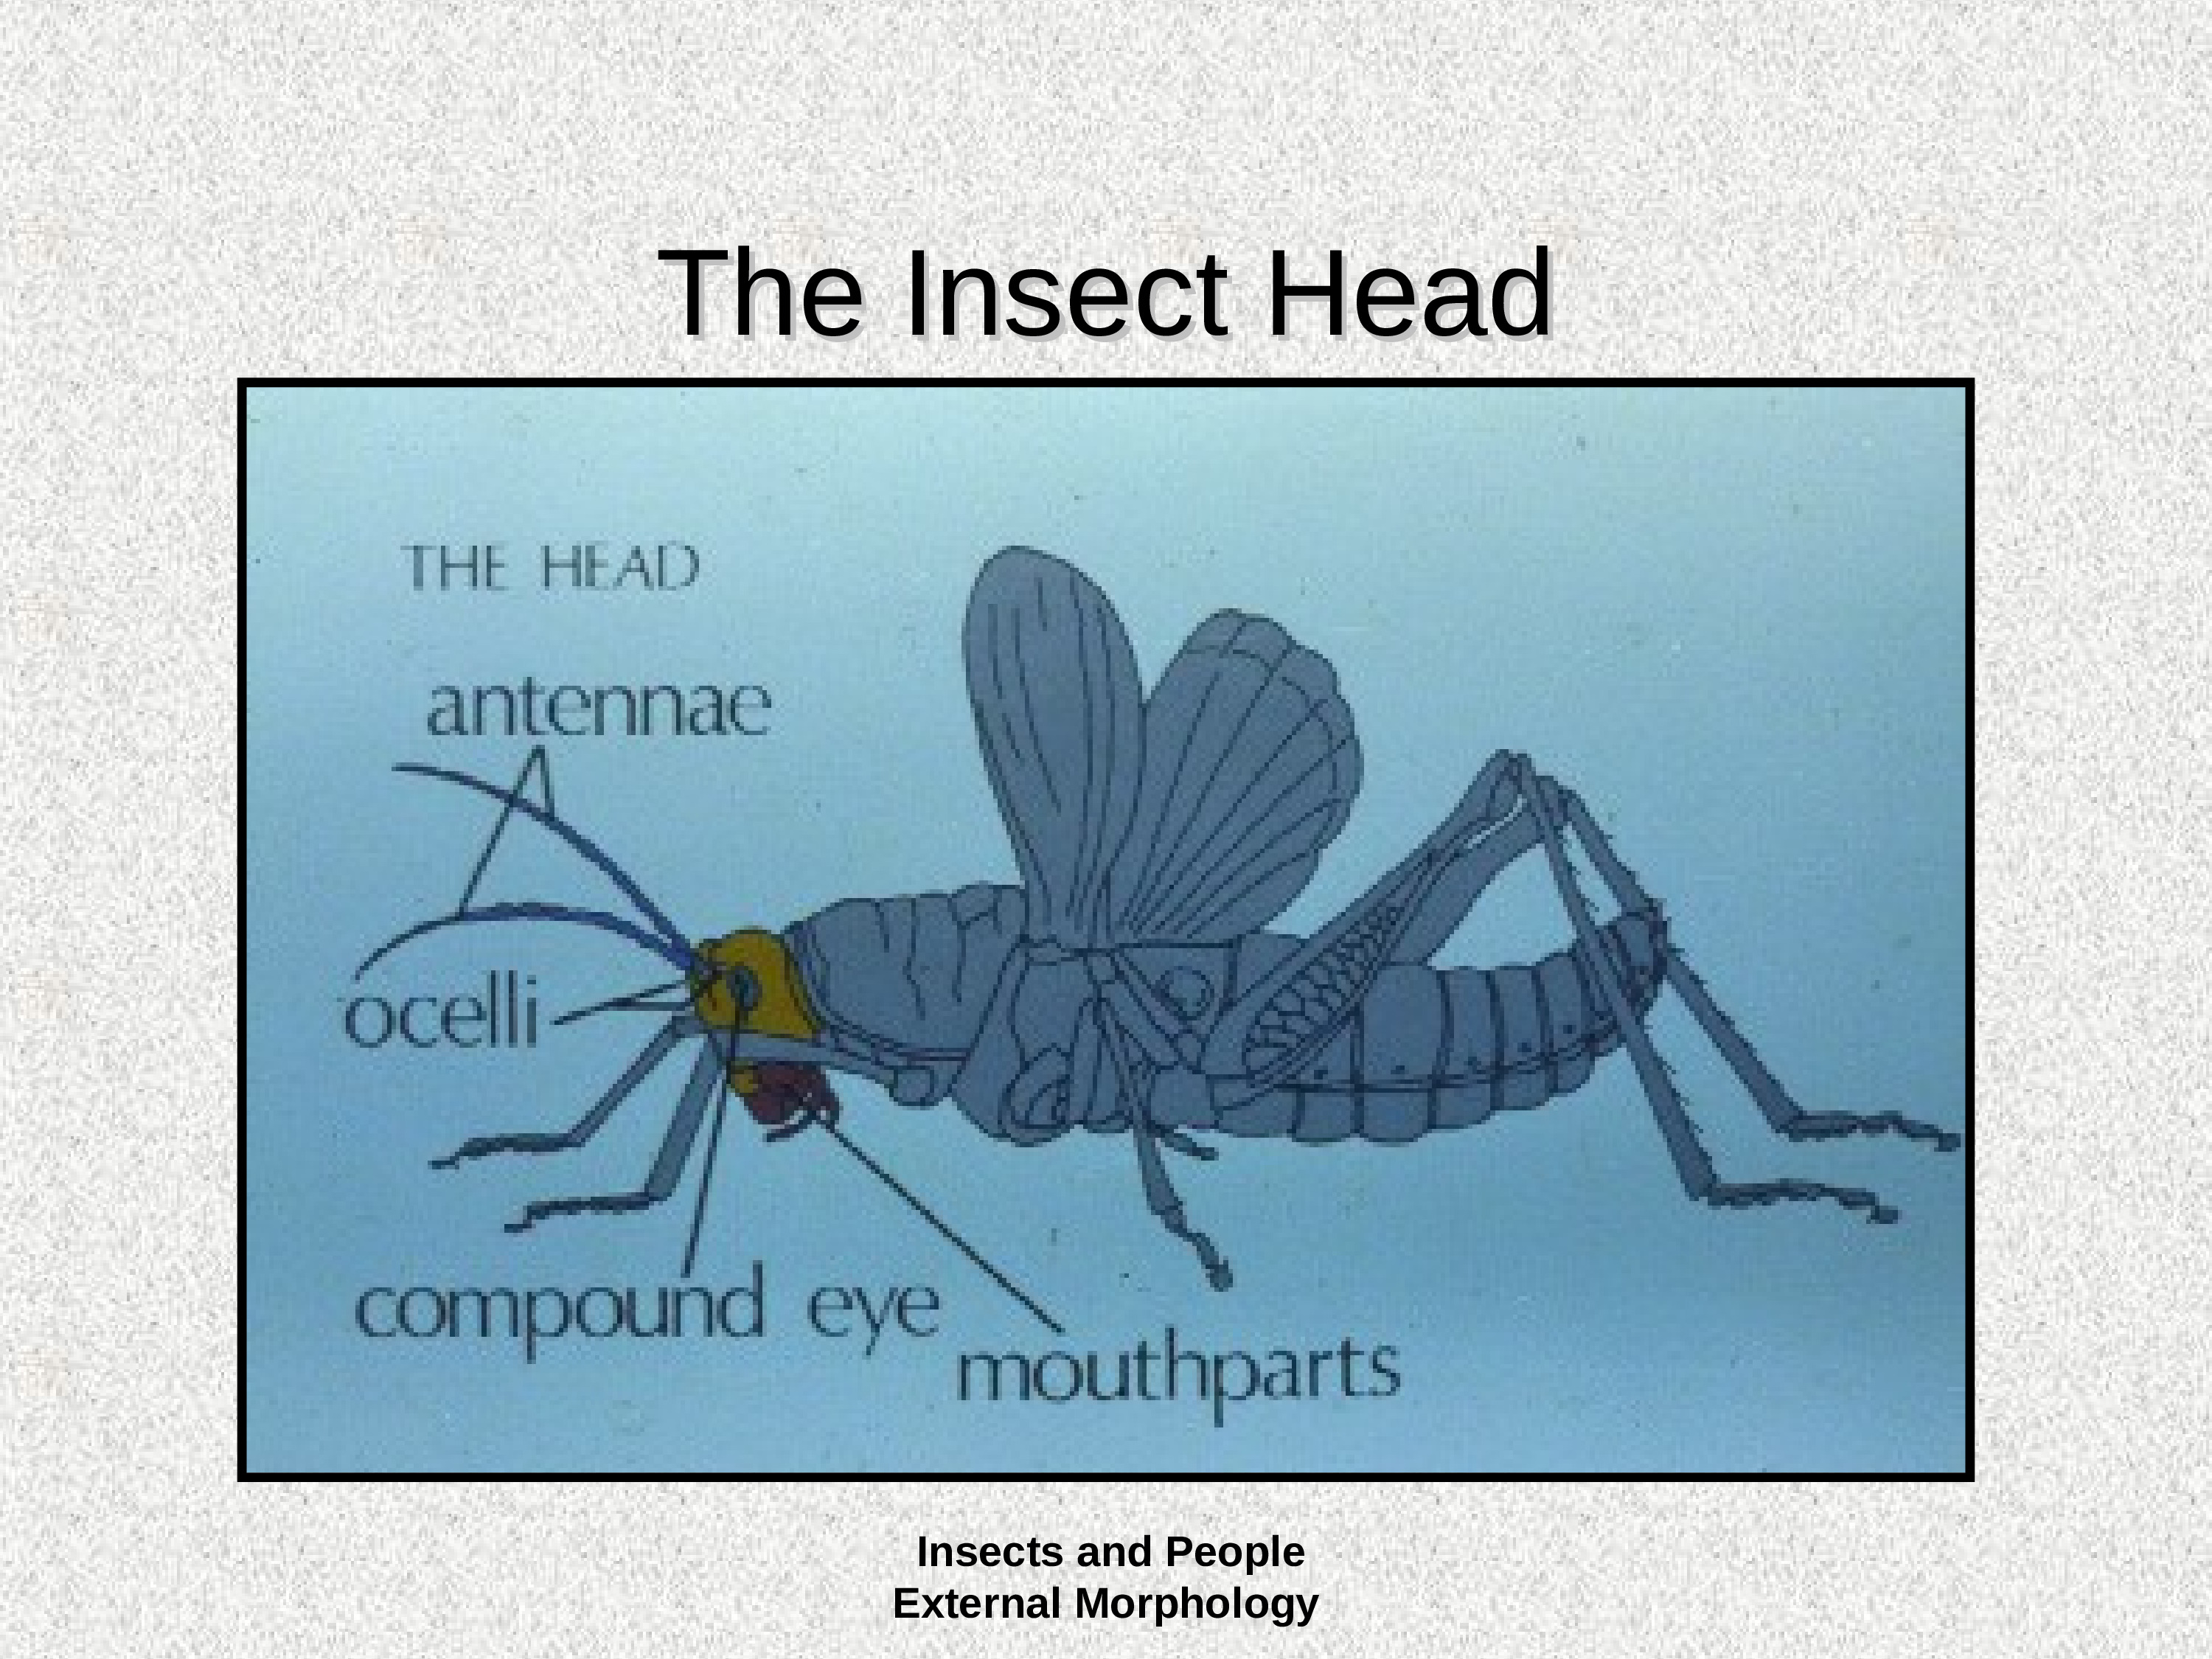 The Insect Head
THE HEAD
antennae
ocelli
compound eye
mouthparts
Insects and People
External Morphology